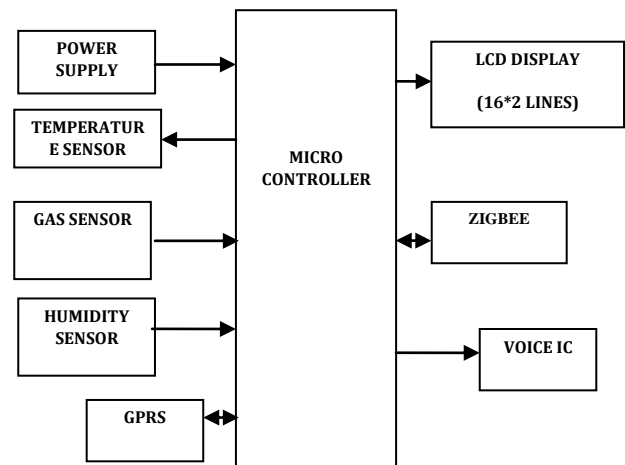 POWER
SUPPLY
TEMPERATUR
E SENSOR
GAS SENSOR
HUMIDITY
SENSOR
GPRS
MICRO
CONTROLLER
LCD DISPLAY
(16*2 LINES)
ZIGBEE
VOICE IC